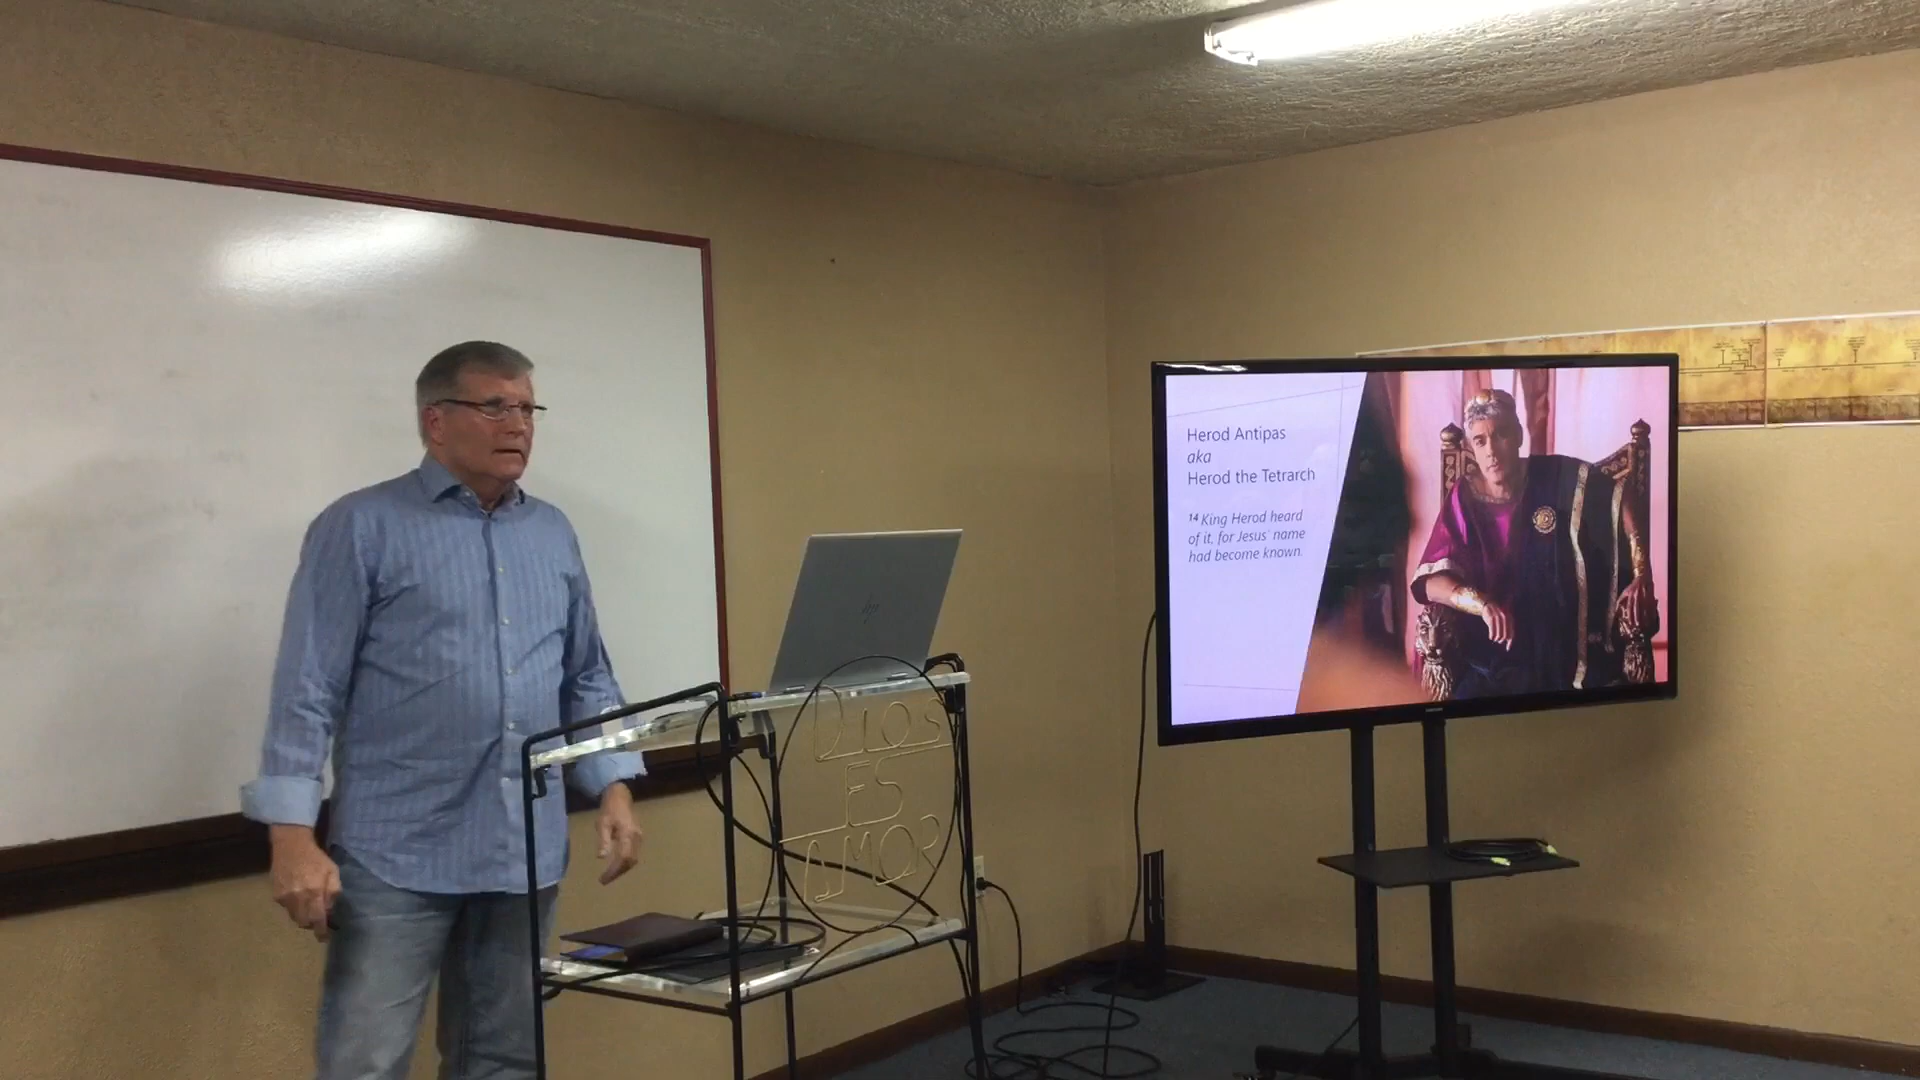 Herod Antipas
aka
Herod the Tetrarch
14 King Herod heard
of it, for Jesus' name
had become known.
hp
DIOS
ES
AMOR